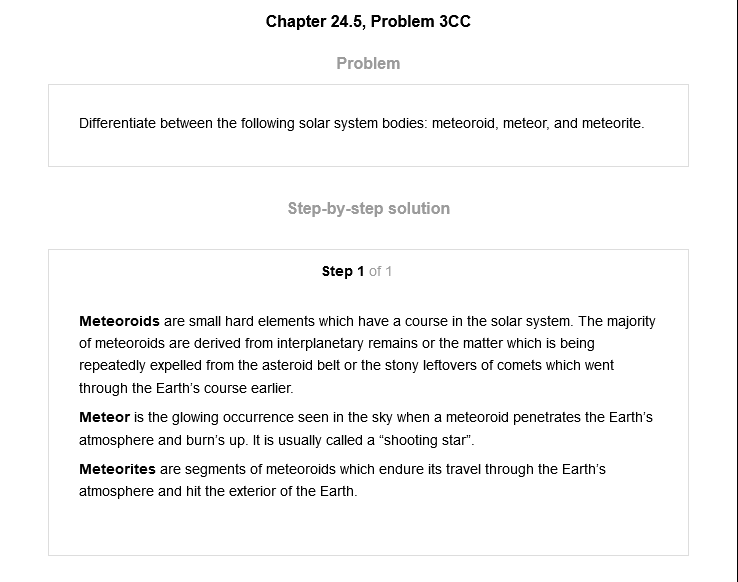 Chapter 24.5, Problem 3CC
Problem
Differentiate between the following solar system bodies: meteoroid, meteor, and meteorite.
Step-by-step solution
Step 1 of 1
Meteoroids are small hard elements which have a course in the solar system. The majority
of meteoroids are derived from interplanetary remains or the matter which is being
repeatedly expelled from the asteroid belt or the stony leftovers of comets which went
through the Earth’s course earlier.
Meteor is the glowing occurrence seen in the sky when a meteoroid penetrates the Earth’s
atmosphere and burn’s up. It is usually called a “shooting star”.
Meteorites are segments of meteoroids which endure its travel through the Earth’s
atmosphere and hit the exterior of the Earth.